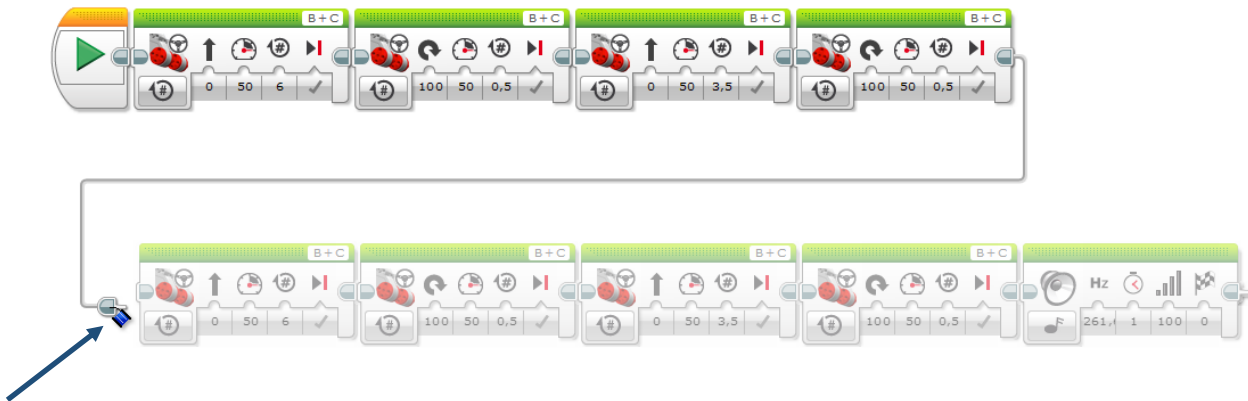 B+C B+C B+C B+C
# # # #
# 0 50 6 # 100 50 0,5 # 0 50 3,5 # 100 50 0,5
B+C B+C B+C B+C
# # # # Hz
# 0 50 6 # 100 50 0,5 # 0 50 3,5 # 100 50 0,5 1 100 0